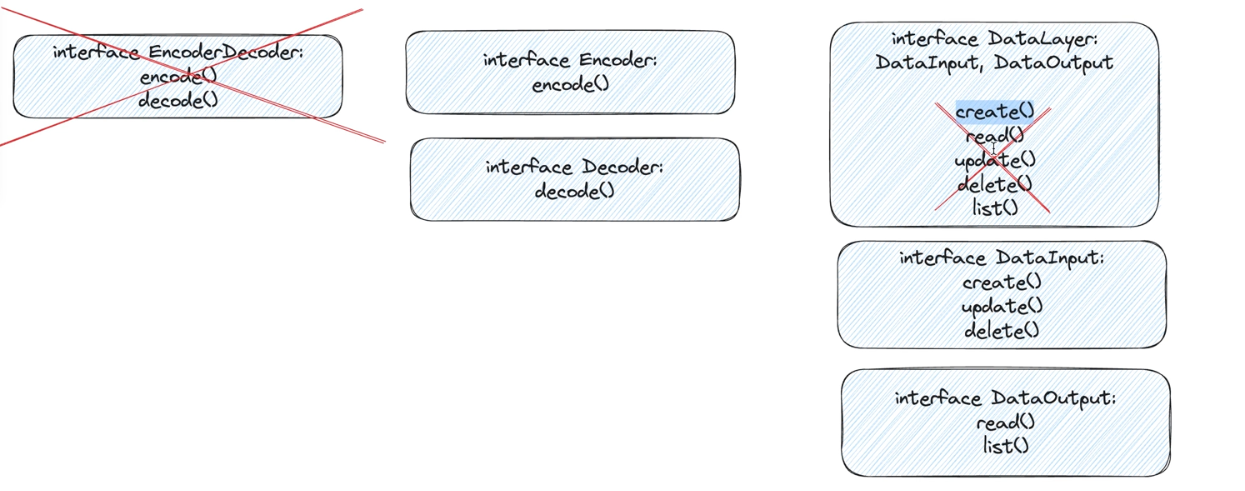 interface EncoderDecoder:
encode()
decode()
interface Encoder:
encode()
interface Decoder:
decode()
interface DataLayer:
DataInput, DataOutput
create()
read()
update()
delete()
list()
interface DataInput:
create()
update()
delete()
interface DataOutput:
read()
list()